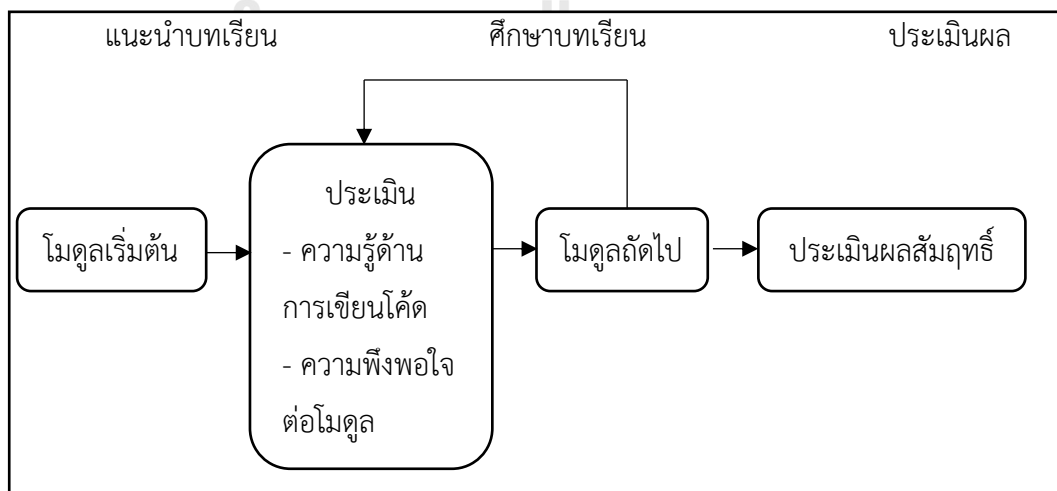 แนะนำบทเรียน
ศึกษาบทเรียน
ประเมินผล
โมดูลเริ่มต้น
ประเมิน
- ความรู้ด้าน
การเขียนโค้ด
- ความพึงพอใจ
ต่อโมดูล
โมดูลถัดไป
ประเมินผลสัมฤทธิ์